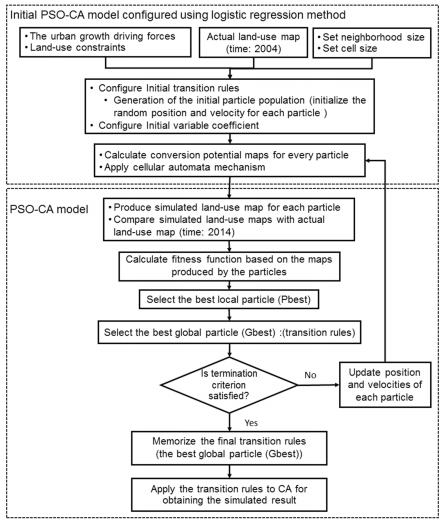 Initial PSO-CA model configured using logistic regression method
• The urban growth driving forces
• Land-use constraints
Actual land-use map
(time: 2004)
• Set neighborhood size
• Set cell size
• Configure Initial transition rules
• Generation of the initial particle population (initialize the
random position and velocity for each particle )
• Configure Initial variable coefficient
• Calculate conversion potential maps for every particle
• Apply cellular automata mechanism
PSO-CA model
• Produce simulated land-use map for each particle
• Compare simulated land-use maps with actual
land-use map (time: 2014)
Calculate fitness function based on the maps
produced by the particles
Select the best local particle (Pbest)
Select the best global particle (Gbest) :(transition rules)
Is termination
criterion
satisfied?
No
Update position
and velocities of
each particle
Yes
Memorize the final transition rules
(the best global particle (Gbest))
Apply the transition rules to CA for
obtaining the simulated result